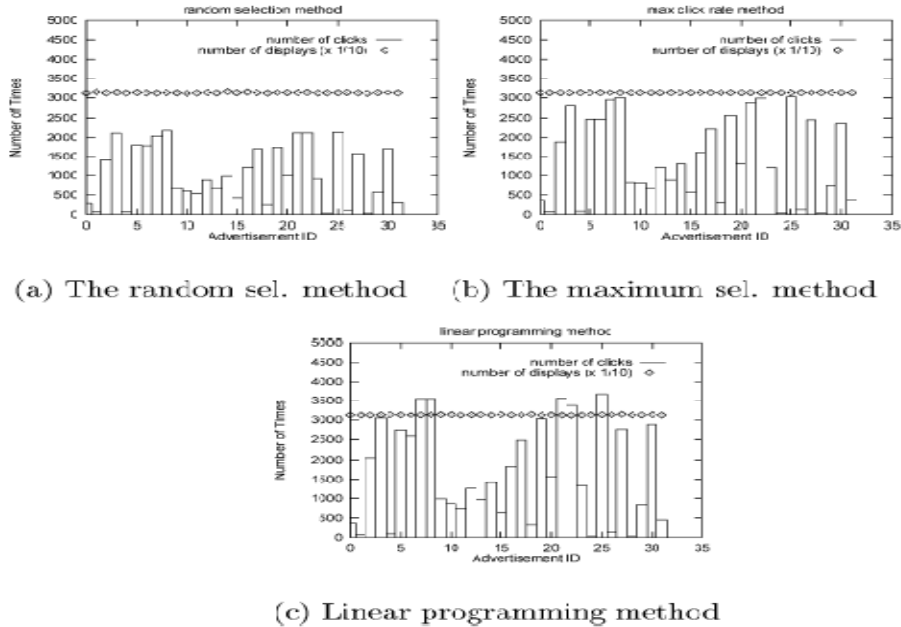 random selection method
number of clicks
number of displays (x 1/10)
Number of Times
5000
4500
4000
3500
3000
2500
2000
1500
1000
500
0
0 5 10 15 20 25 30 35
Advertisement ID
(a) The random sel. method
max click rate method
number of clicks
number of displays (x 1/10)
Number of Times
5000
4500
4000
3500
3000
2500
2000
1500
1000
500
0
0 5 10 15 20 25 30 35
Advertisement ID
(b) The maximum sel. method
linear programming method
number of clicks
number of displays (x 1/10)
Number of Times
5000
4500
4000
3500
3000
2500
2000
1500
1000
500
0
0 5 10 15 20 25 30 35
Advertisement ID
(c) Linear programming method